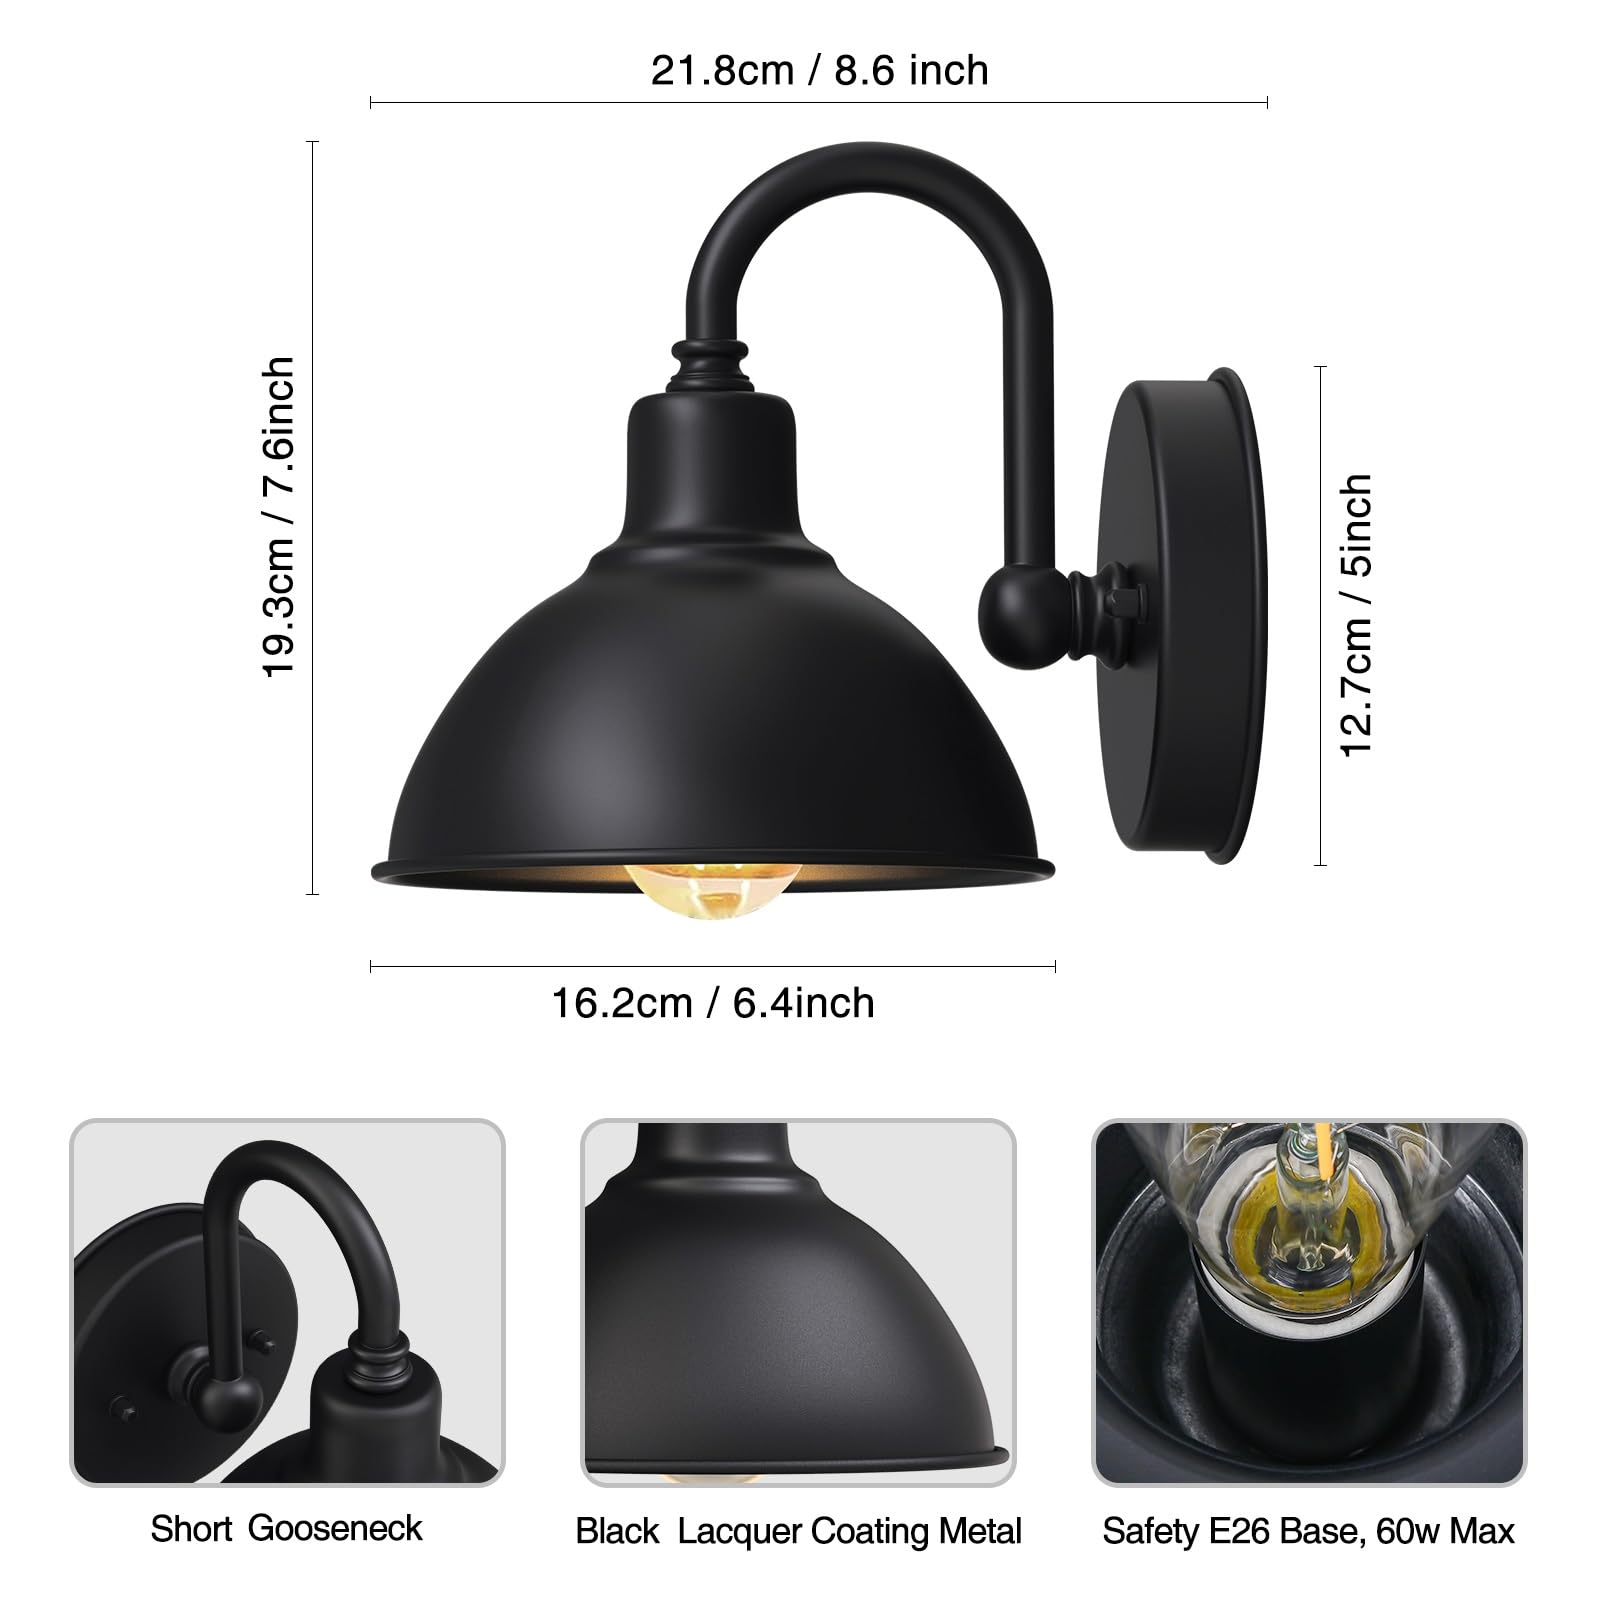 21.8cm / 8.6 inch
19.3cm / 7.6inch
12.7cm / 5inch
16.2cm / 6.4inch
Short Gooseneck
Black Lacquer Coating Metal
Safety E26 Base, 60w Max